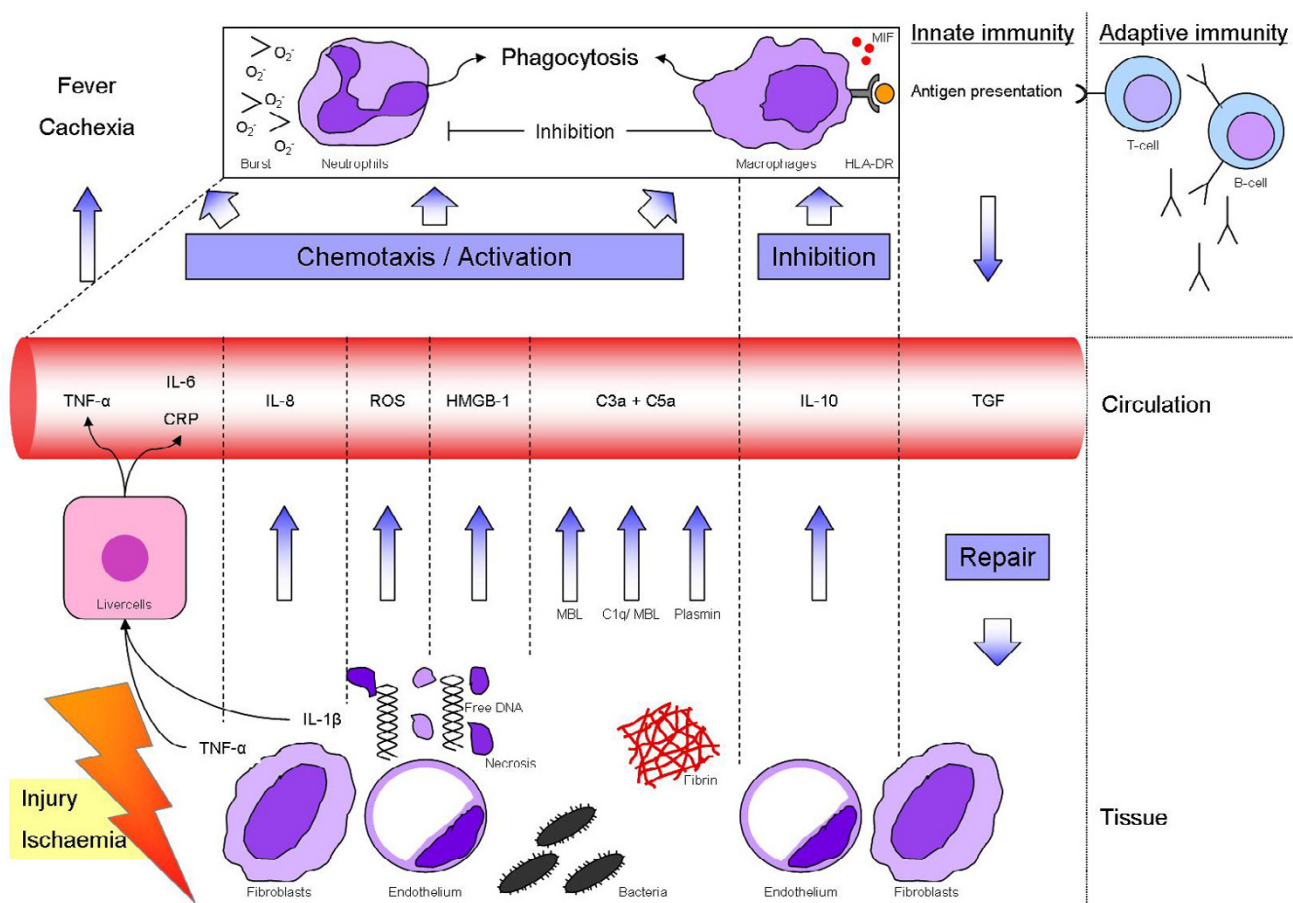 Innate immunity
Adaptive immunity
MIF
O₂⁻
O₂⁻
O₂⁻
O₂⁻
O₂⁻
Phagocytosis
Fever
Cachexia
Antigen presentation
Inhibition
T-cell
Burst
Neutrophils
Macrophages
HLA-DR
B-cell
Chemotaxis / Activation
Inhibition
IL-6
TNF-α
CRP
IL-8
ROS
HMGB-1
C3a + C5a
IL-10
TGF
Circulation
Repair
Livercells
MBL
C1q/ MBL
Plasmin
Free DNA
IL-1β
TNF-α
Necrosis
Fibrin
Injury
Ischaemia
Tissue
Fibroblasts
Endothelium
Bacteria
Endothelium
Fibroblasts